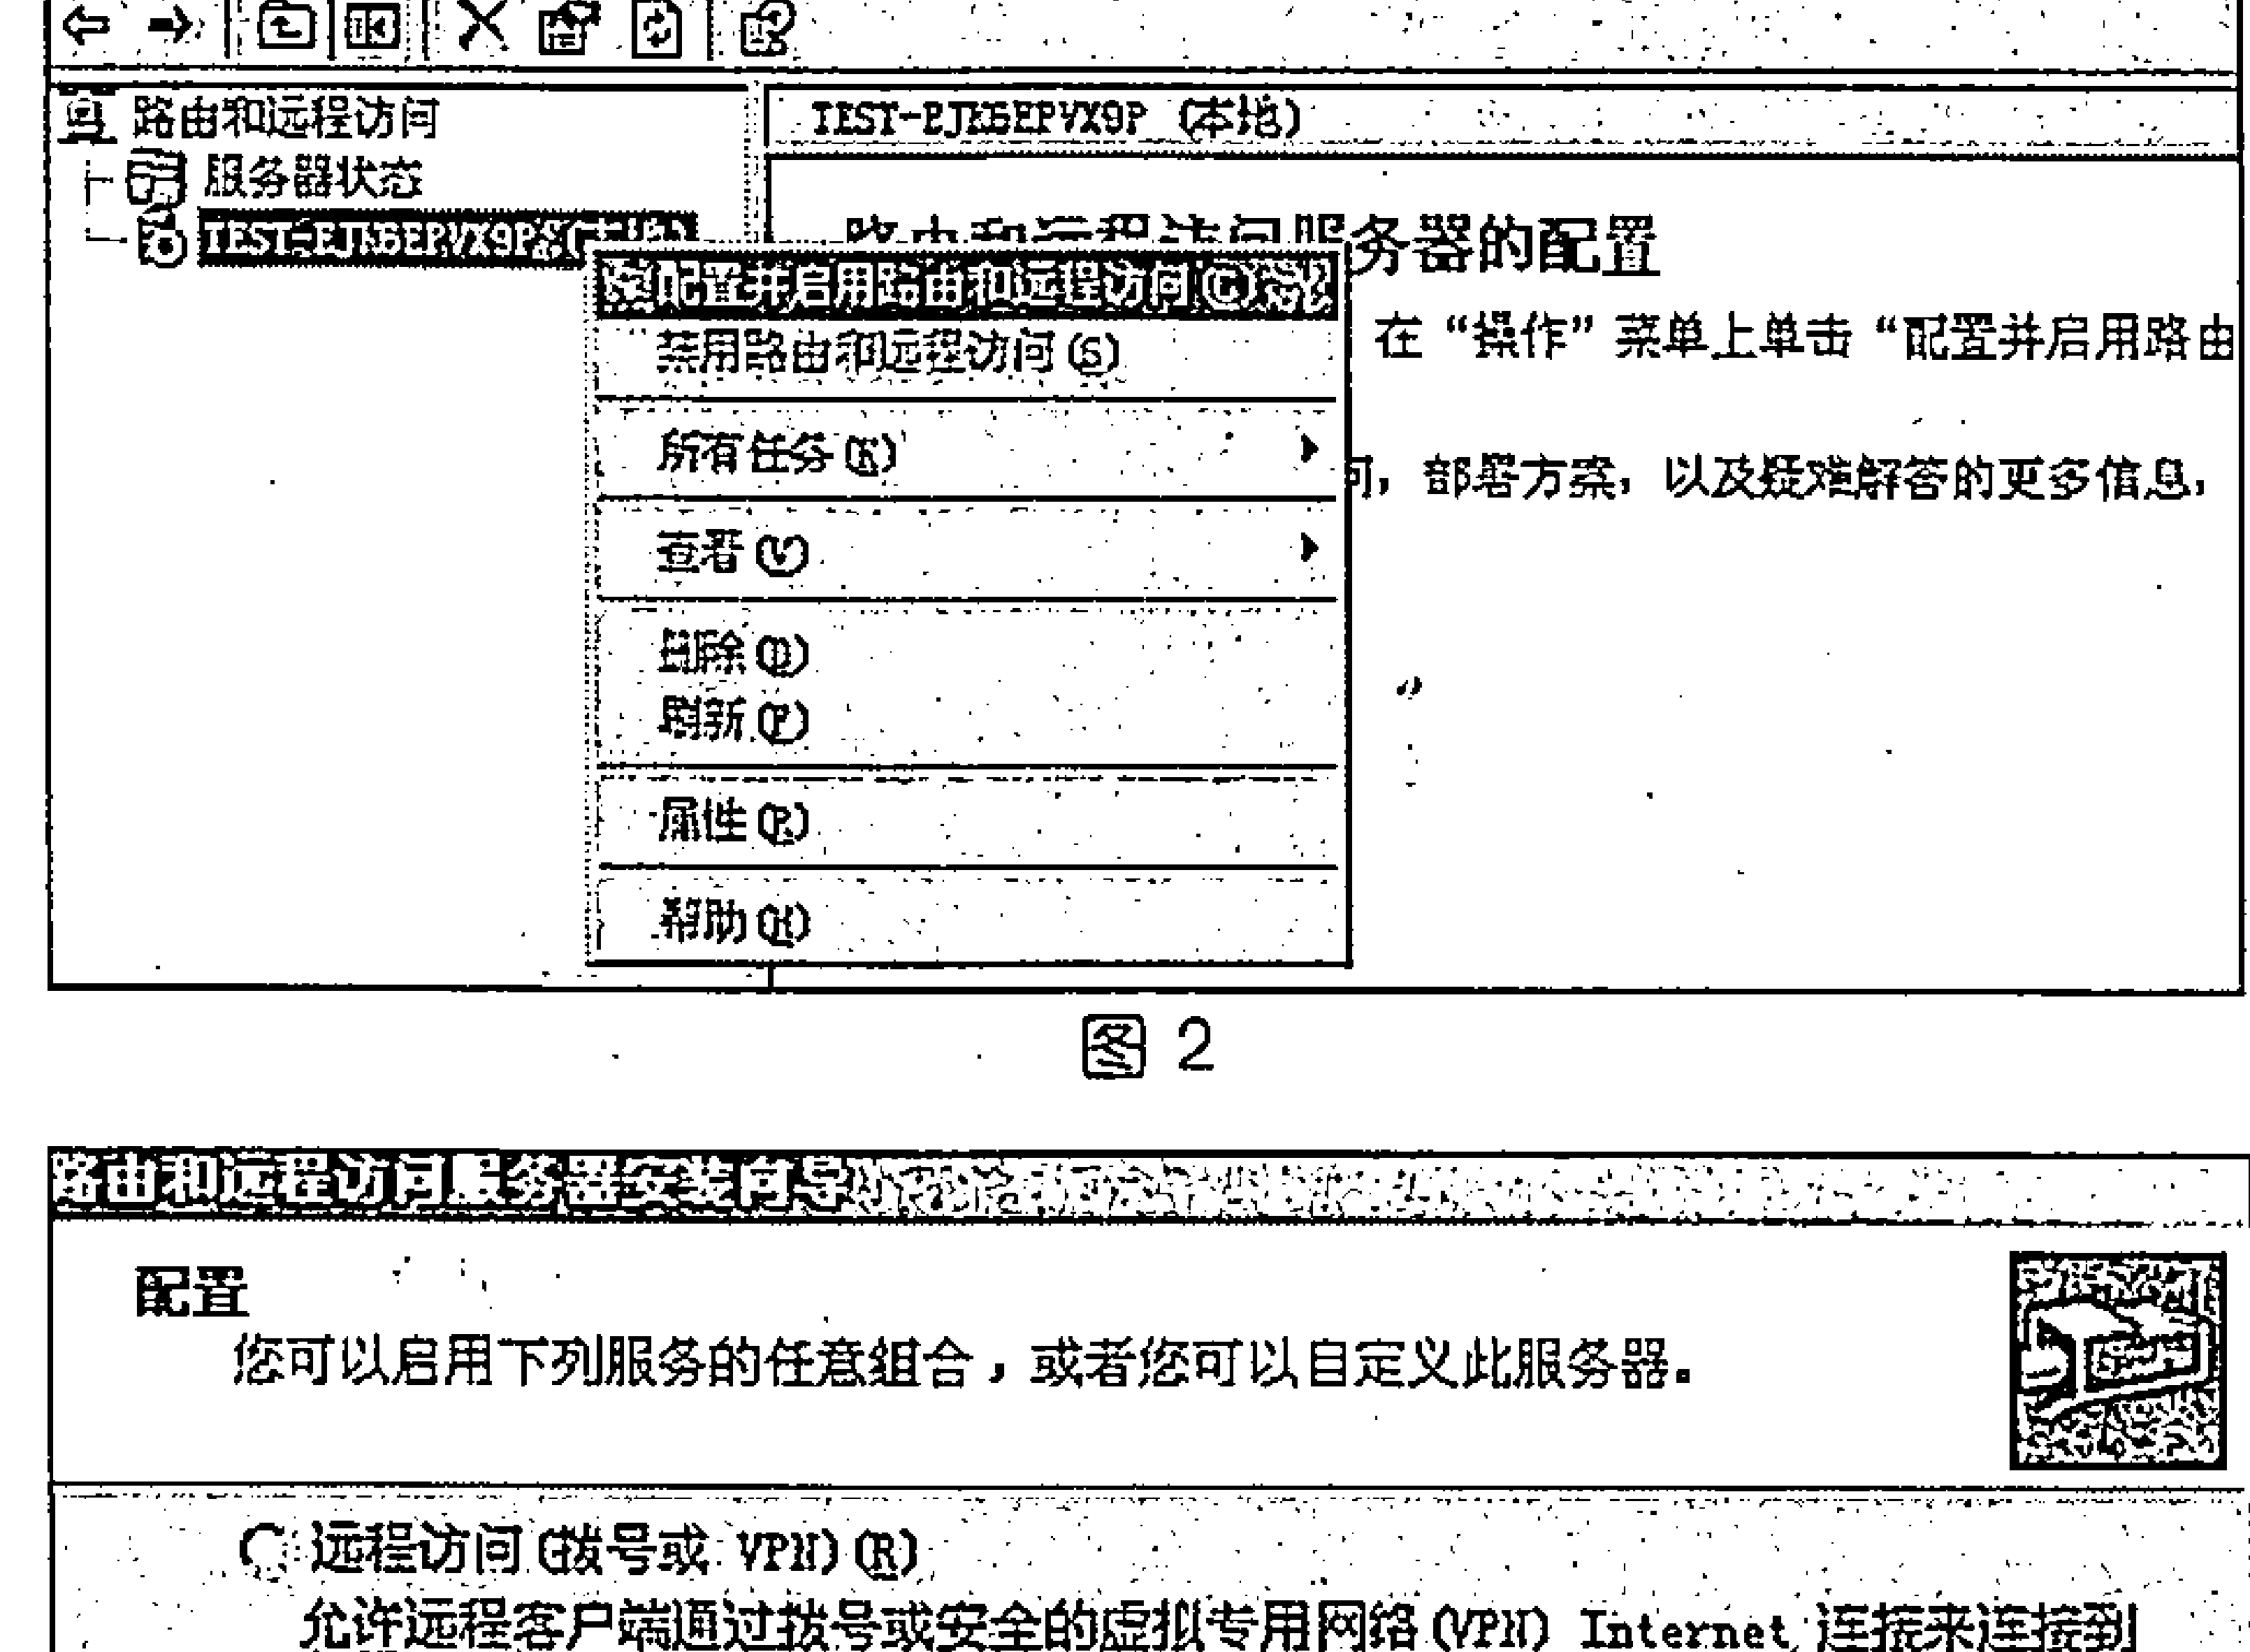 路由和远程访问
服务器状态
TEST-EJK5EPVX9P (本地)
服务器的配置
配置并启用路由和远程访问(C)
禁用路由和远程访问(S)
在“操作”菜单上单击“配置并启用路由
所有任务(K)
部署方案，以及疑难解答的更多信息，
查看(V)
删除(D)
刷新(F)
属性(R)
帮助(H)
图 2
路由和远程访问服务器安装向导
配置
您可以启用下列服务的任意组合，或者您可以自定义此服务器。
远程访问(拨号或 VPN)(R)
允许远程客户端通过拨号或安全的虚拟专用网络(VPN) Internet 连接来连接到